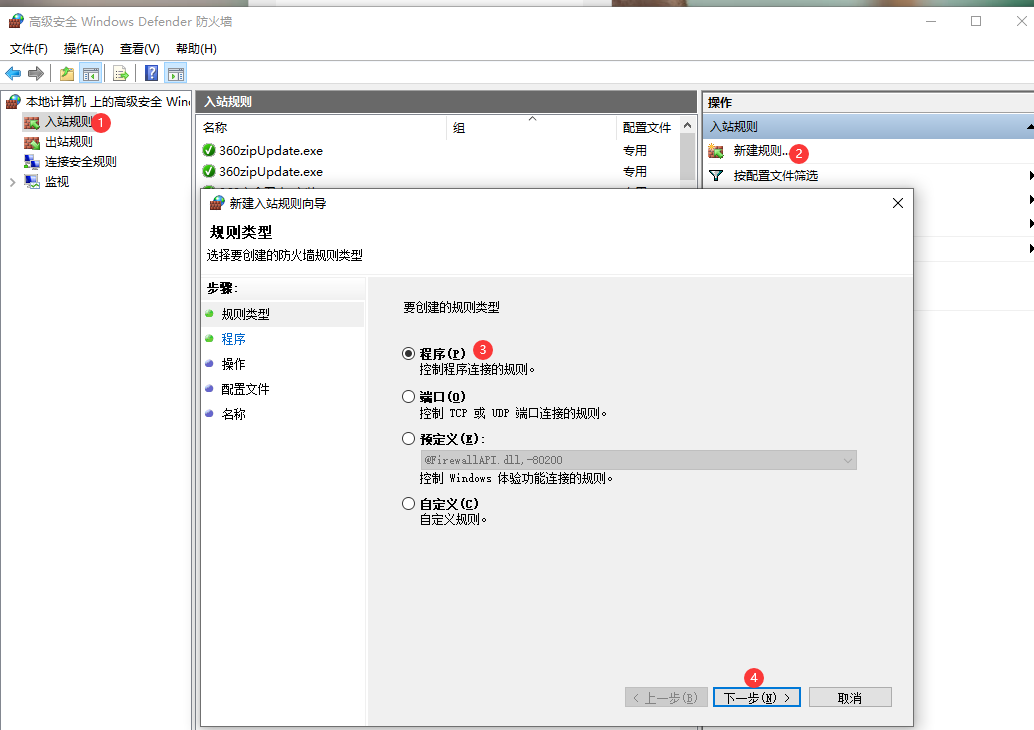 高级安全 Windows Defender 防火墙
文件(F) 操作(A) 查看(V) 帮助(H)
本地计算机 上的高级安全 Win
入站规则 1
出站规则
连接安全规则
监视
入站规则
名称 组 配置文件
360zipUpdate.exe 专用
360zipUpdate.exe 专用
操作
入站规则
新建规则... 2
按配置文件筛选
新建入站规则向导
规则类型
选择要创建的防火墙规则类型
步骤:
规则类型
程序
操作
配置文件
名称
要创建的规则类型
程序(P) 3
控制程序连接的规则。
端口(O)
控制 TCP 或 UDP 端口连接的规则。
预定义(E):
@FirewallAPI.dll,-80200
控制 Windows 体验功能连接的规则。
自定义(C)
自定义规则。
4
< 上一步(B) 下一步(N) > 取消